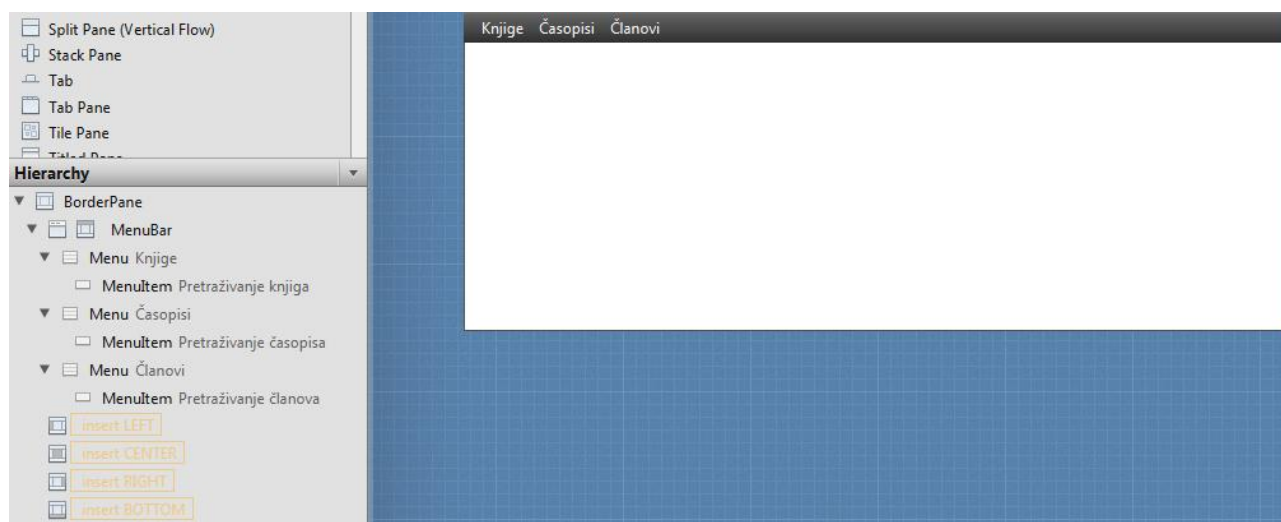 Split Pane (Vertical Flow)
Stack Pane
Tab
Tab Pane
Tile Pane
Titled Pane
Hierarchy
BorderPane
MenuBar
Menu Knjige
MenuItem Pretraživanje knjiga
Menu Časopisi
MenuItem Pretraživanje časopisa
Menu Članovi
MenuItem Pretraživanje članova
insert LEFT
insert CENTER
insert RIGHT
insert BOTTOM
Knjige Časopisi Članovi